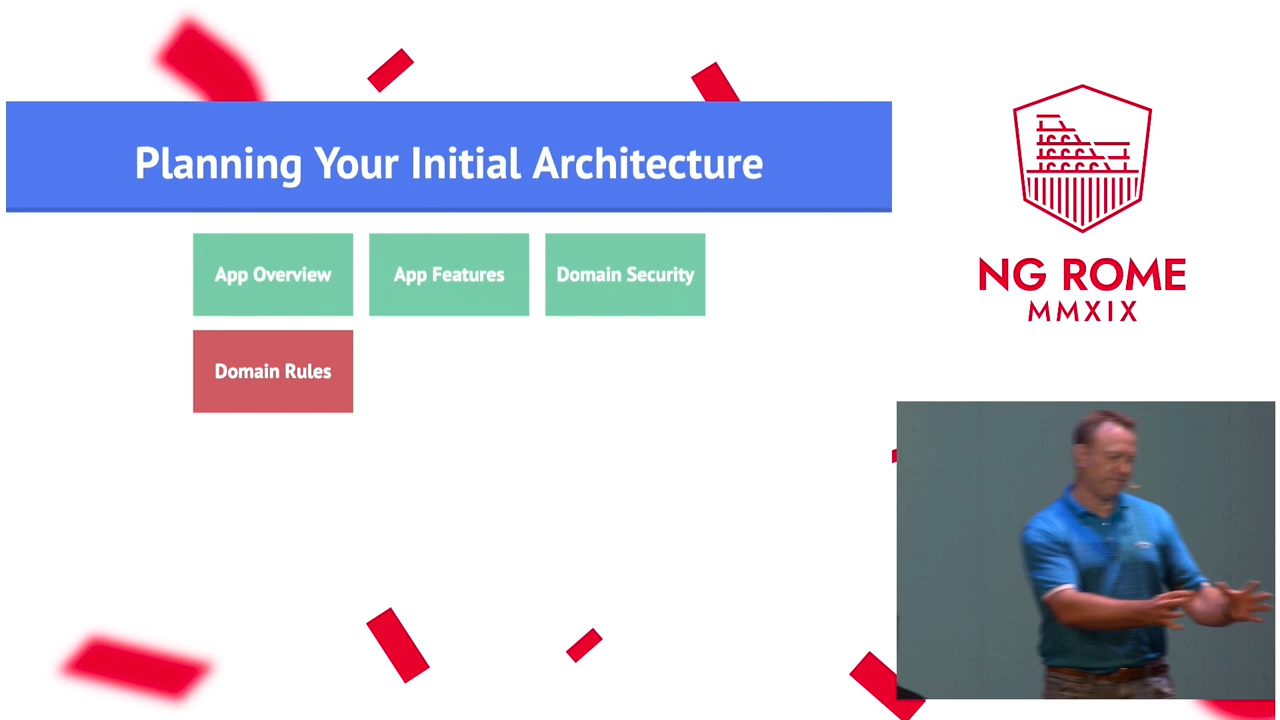 Planning Your Initial Architecture
App Overview
App Features
Domain Security
Domain Rules
NG ROME
MMXIX